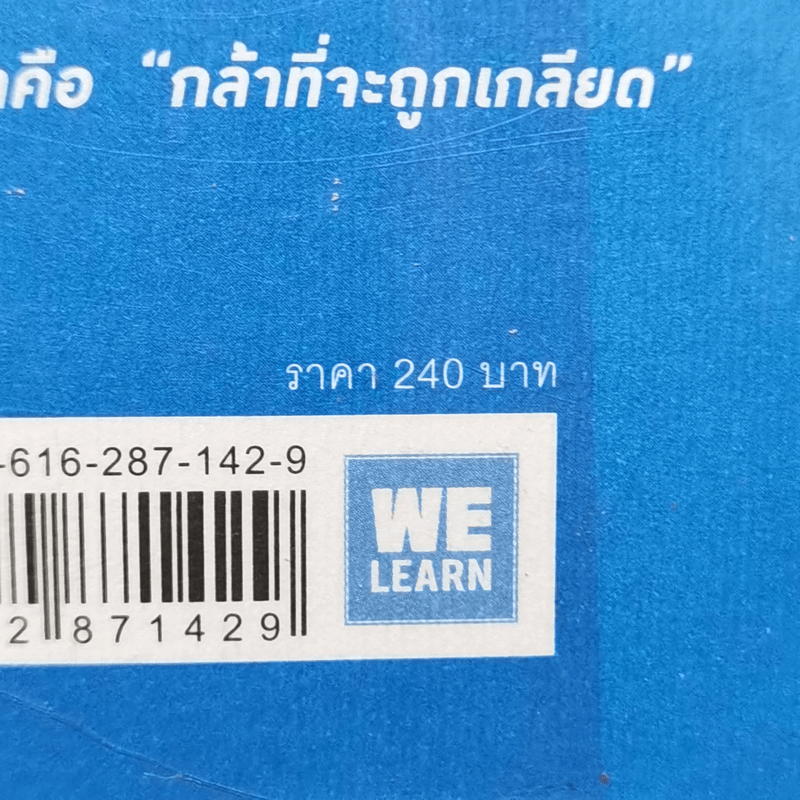 คือ “กล้าที่จะถูกเกลียด”
ราคา 240 บาท
-616-287-142-9
WE
LEARN
2 871429